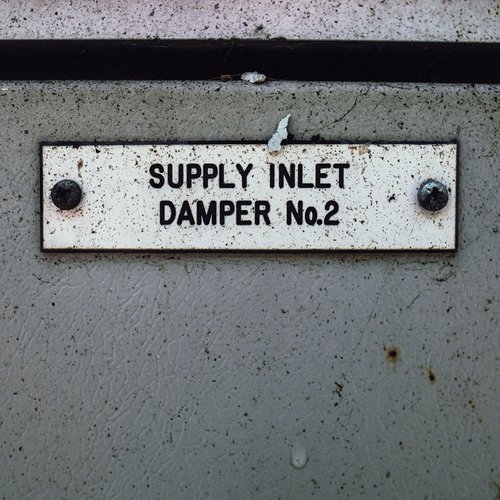 SUPPLY INLET
DAMPER No.2